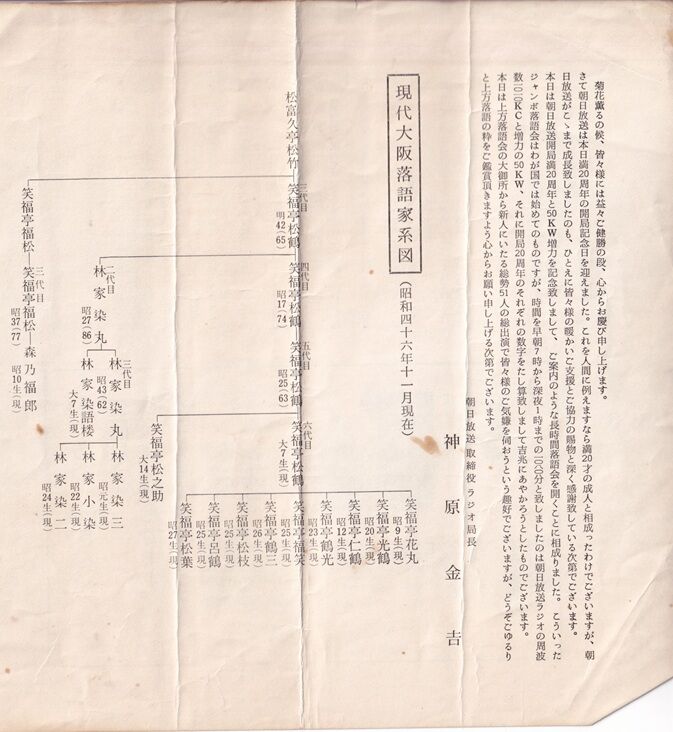 菊花薫るの候、皆々様には益々ご健勝の段、心からお慶び申し上げます。
さて朝日放送は本日満20周年の開局記念日を迎えました。これを人間に例えますなら満20才の成人と相成ったわけでございますが、朝
日放送がこゝまで成長致しましたのも、ひとえに皆々様の暖かいご支援とご協力の賜物と深く感謝致している次第でございます。
本日は朝日放送開局満20周年と50KW増力を記念致しまして、ご案内のような長時間落語会を開くことに相成りました。こういった
ジャンボ落語会はわが国では始めてのものですが、時間を早朝7時から深夜1時までの一〇八〇分と致しましたのは朝日放送ラジオの周波
数一〇一〇KCと増力の50KW、それに開局20周年のそれぞれの数字をたし算致しまして吉兆にあやかろうとしたものでございます。
本日は上方落語会の大御所から新人にいたる総勢51人の総出演で皆々様のご気嫌を伺おうという趣好でございますが、どうぞごゆるり
と上方落語の粋をご鑑賞頂きますよう心からお願い申し上げる次第でございます。
朝日放送取締役ラジオ局長
神原金吉
現代大阪落語家系図
(昭和四十六年十一月現在)
松富久亭松竹
三代目
笑福亭松鶴
明42(65)
四代目
笑福亭松鶴
昭17(74)
五代目
笑福亭松鶴
昭25(63)
六代目
笑福亭松鶴
大7生(現)
笑福亭花丸
昭9生(現)
笑福亭光鶴
昭20生(現)
笑福亭仁鶴
昭12生(現)
笑福亭鶴光
昭23生(現)
笑福亭福笑
昭25生(現)
笑福亭鶴三
昭26生(現)
笑福亭松枝
昭25生(現)
笑福亭呂鶴
昭25生(現)
笑福亭松葉
昭27生(現)
笑福亭松之助
大14生(現)
二代目
林家染丸
昭27(86)
三代目
林家染丸
昭43(62)
林家染語楼
大7生(現)
林家染三
昭元生(現)
林家小染
昭22生(現)
林家染二
昭24生(現)
笑福亭福松
三代目
笑福亭福松
昭37(77)
森乃福郎
昭10生(現)